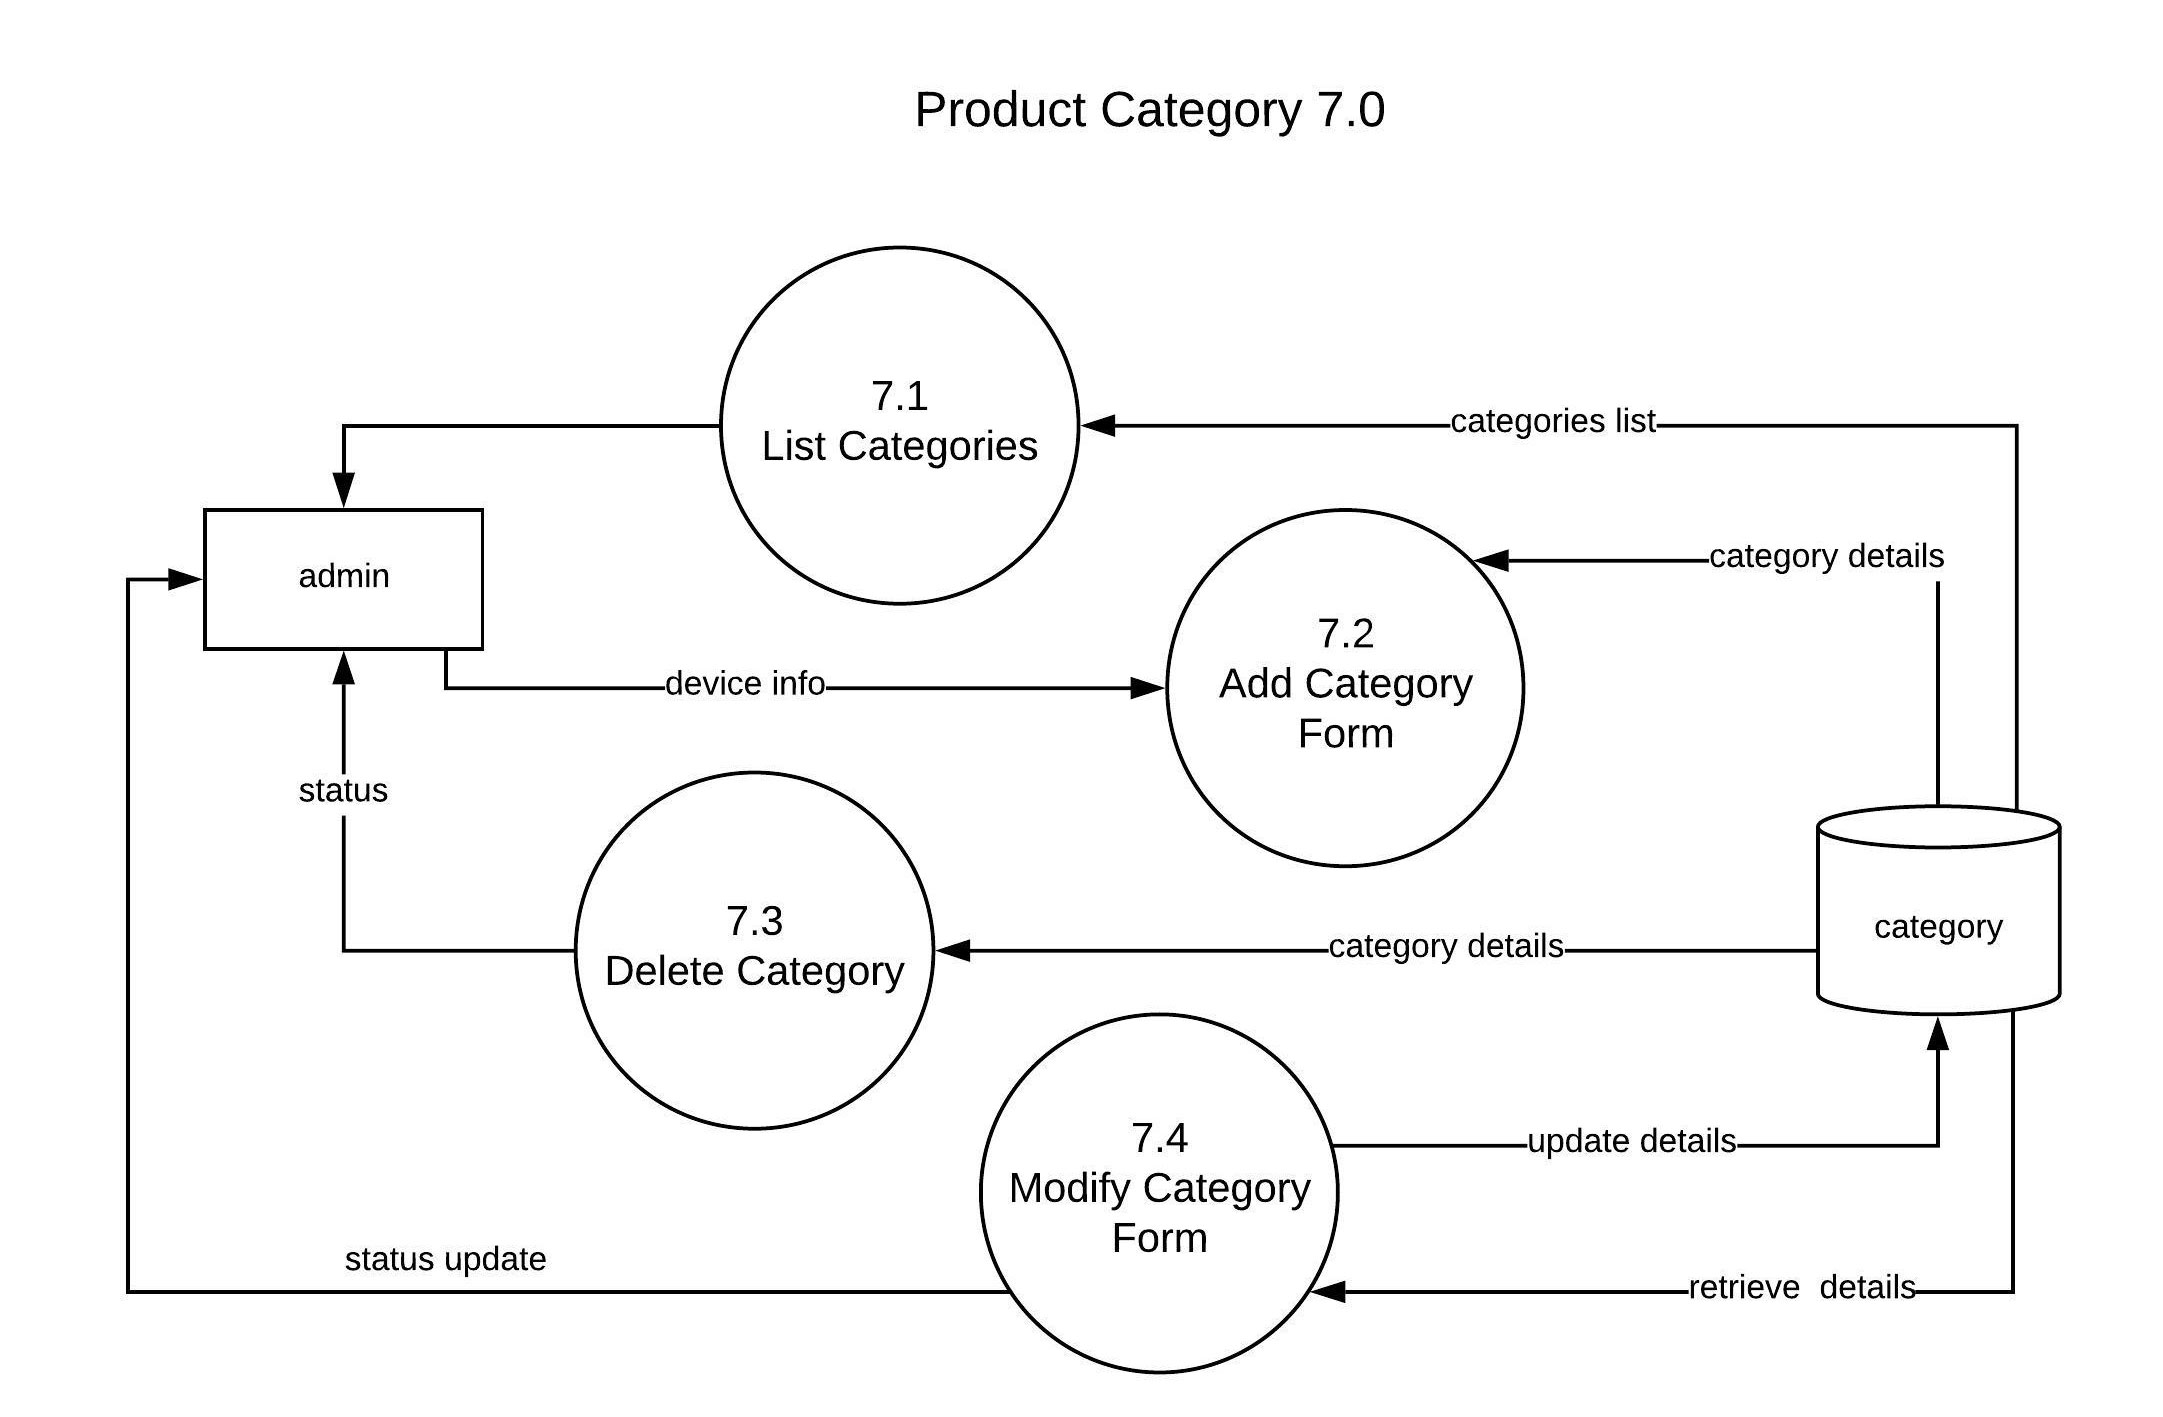 Product Category 7.0
7.1
List Categories
categories list
category details
admin
7.2
Add Category
Form
device info
status
7.3
Delete Category
category details
category
7.4
Modify Category
Form
update details
status update
retrieve  details